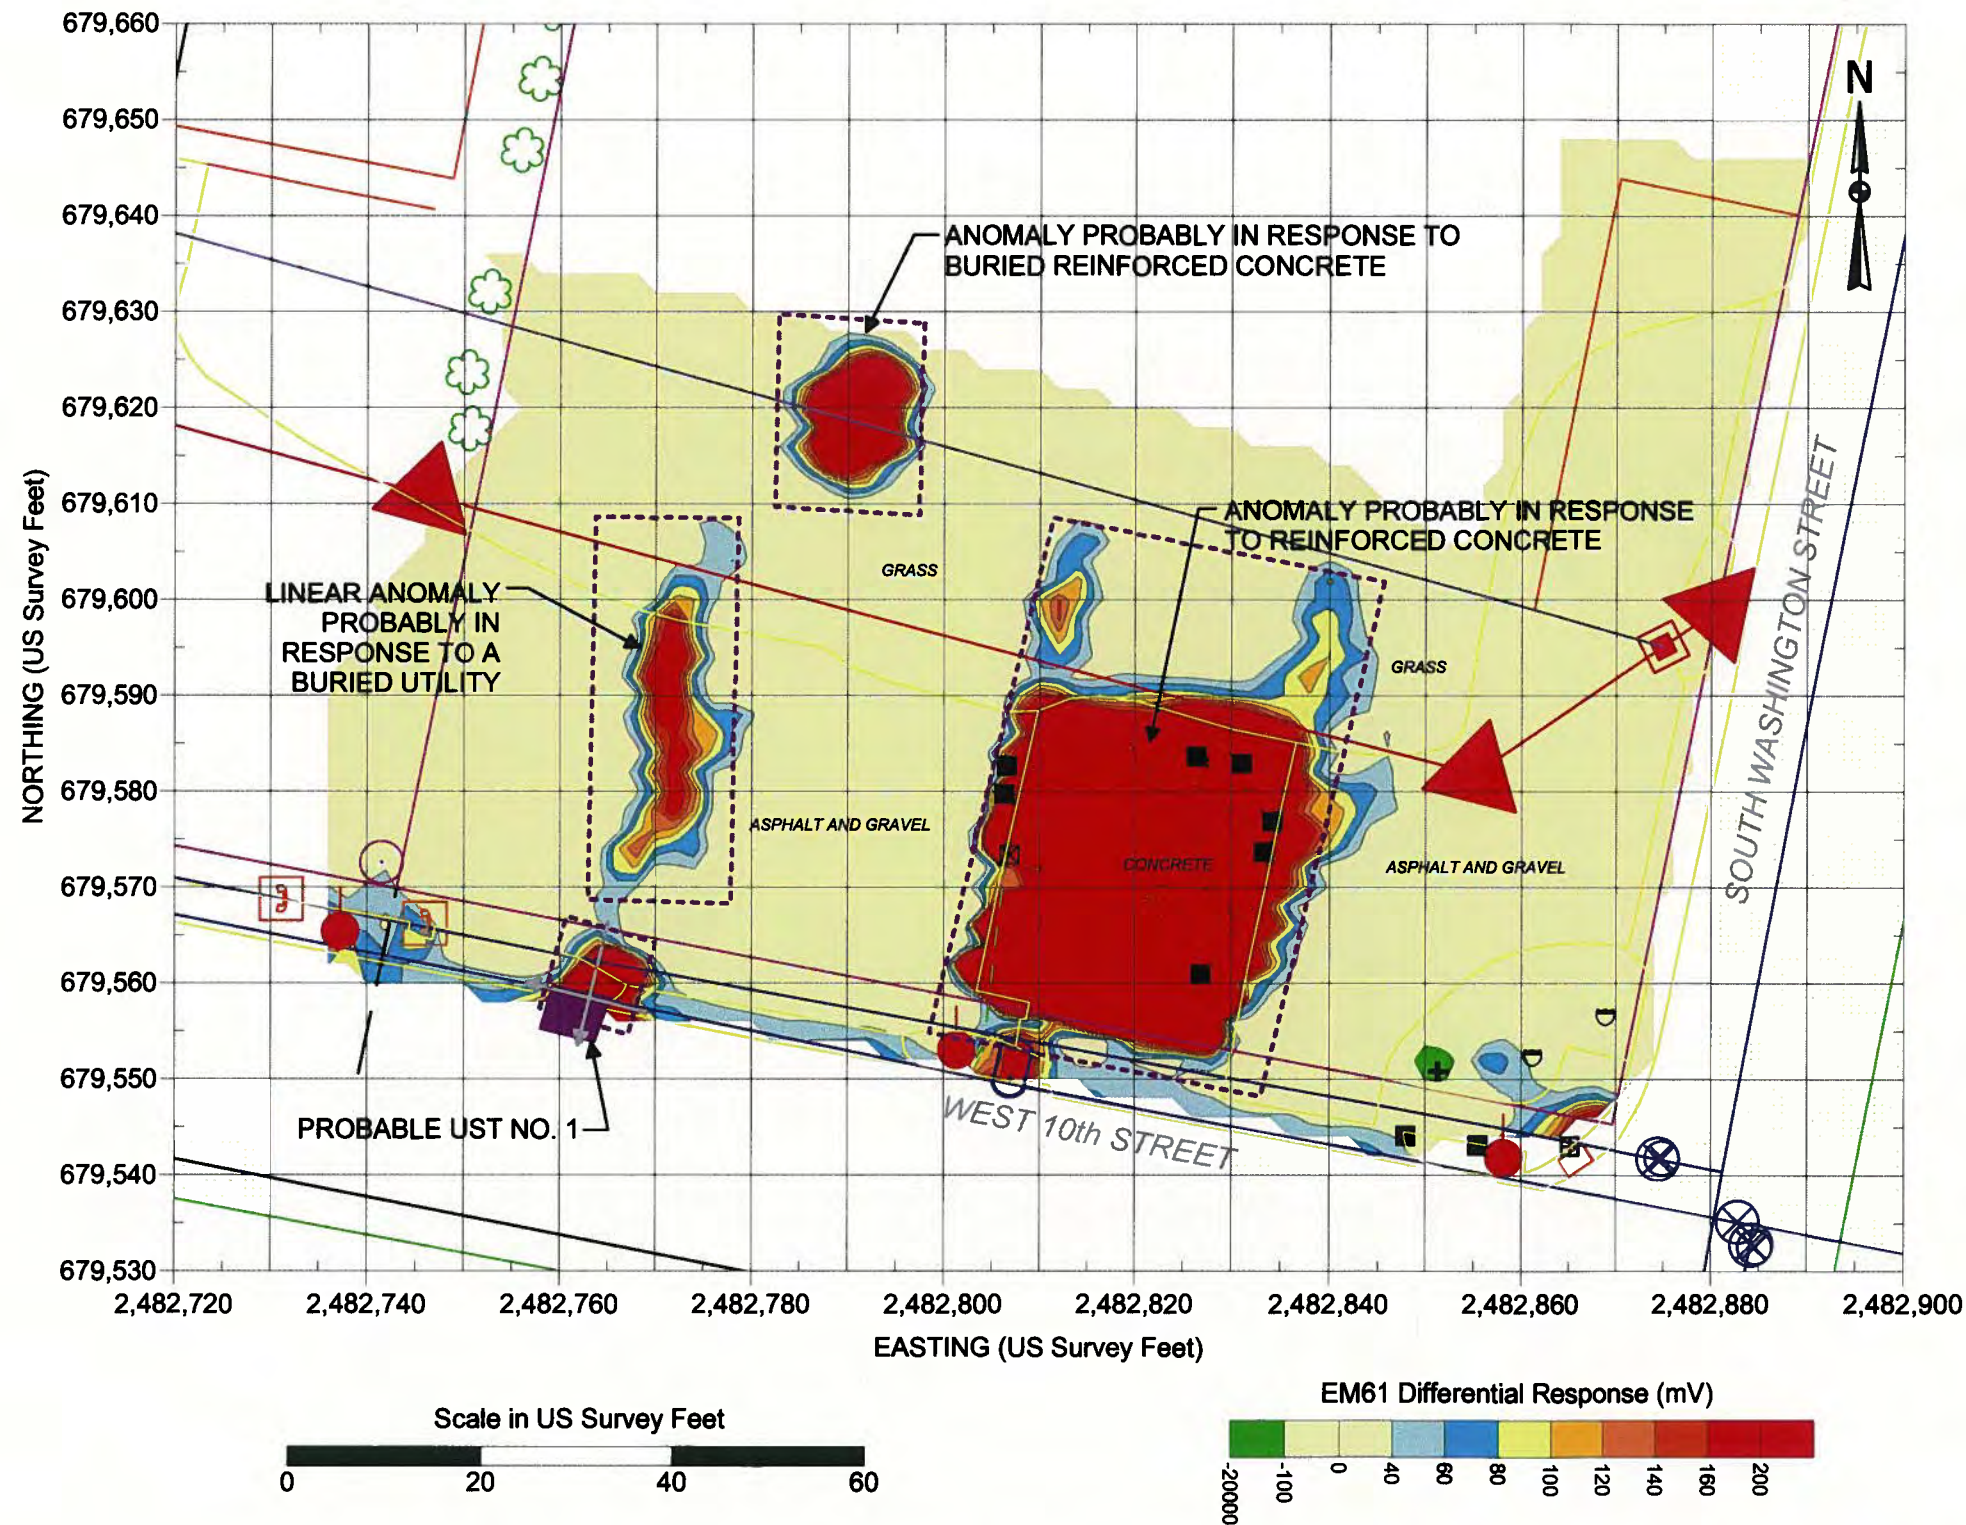 679,660
679,650
679,640
679,630
679,620
679,610
679,600
679,590
679,580
679,570
679,560
679,550
679,540
679,530
NORTHING (US Survey Feet)
N
ANOMALY PROBABLY IN RESPONSE TO
BURIED REINFORCED CONCRETE
ANOMALY PROBABLY IN RESPONSE
TO REINFORCED CONCRETE
GRASS
LINEAR ANOMALY
PROBABLY IN
RESPONSE TO A
BURIED UTILITY
GRASS
SOUTH WASHINGTON STREET
ASPHALT AND GRAVEL
CONCRETE
ASPHALT AND GRAVEL
PROBABLE UST NO. 1
WEST 10th STREET
2,482,720
2,482,740
2,482,760
2,482,780
2,482,800
2,482,820
2,482,840
2,482,860
2,482,880
2,482,900
EASTING (US Survey Feet)
Scale in US Survey Feet
0
20
40
60
EM61 Differential Response (mV)
-20000
-100
0
40
60
80
100
120
140
160
200